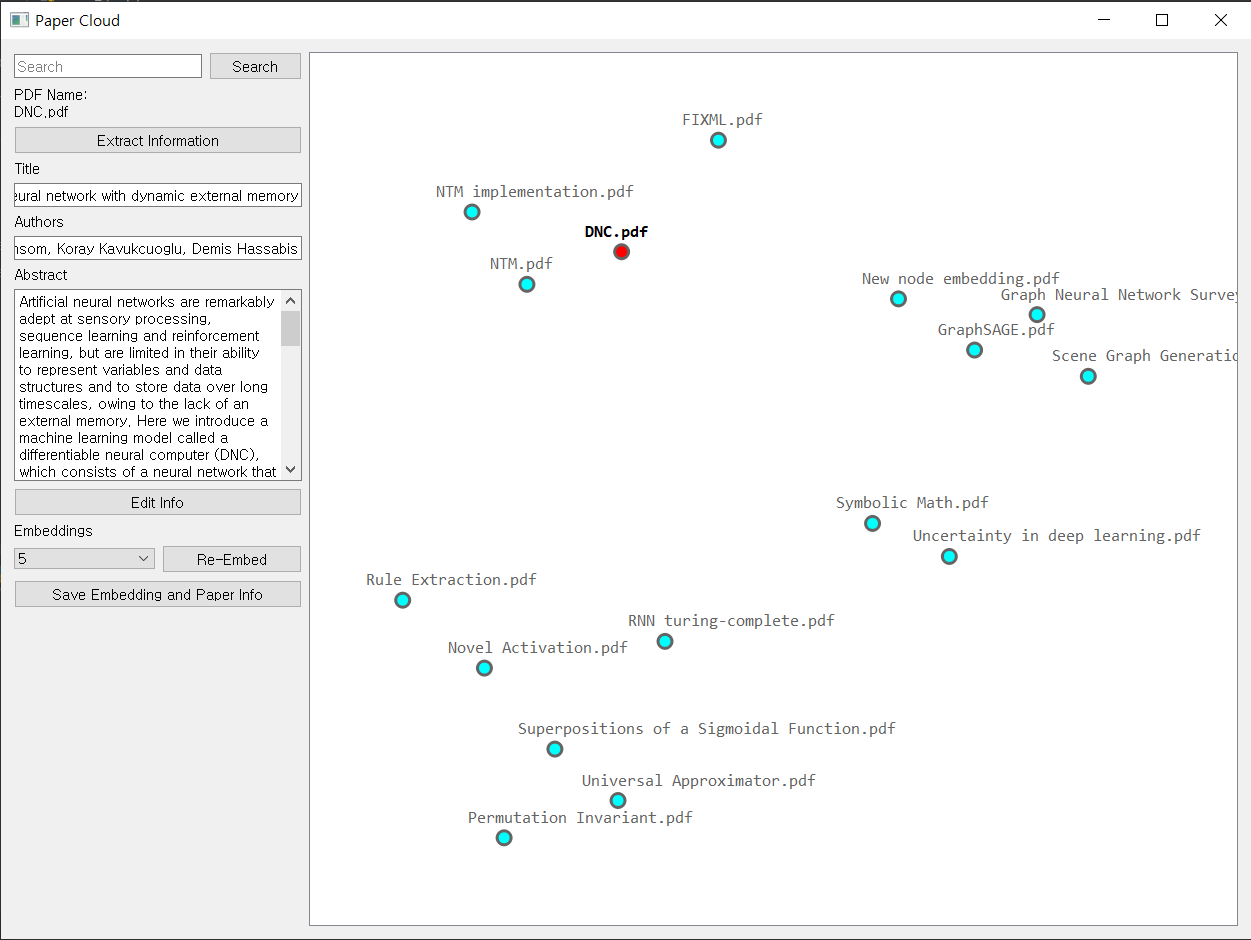 Paper Cloud
Search
Search
PDF Name:
DNC.pdf
Extract Information
Title
eural network with dynamic external memory
Authors
nsom, Koray Kavukcuoglu, Demis Hassabis
Abstract
Artificial neural networks are remarkably
adept at sensory processing,
sequence learning and reinforcement
learning, but are limited in their ability
to represent variables and data
structures and to store data over long
timescales, owing to the lack of an
external memory. Here we introduce a
machine learning model called a
differentiable neural computer (DNC),
which consists of a neural network that
Edit Info
Embeddings
5
Re-Embed
Save Embedding and Paper Info
FIXML.pdf
NTM implementation.pdf
DNC.pdf
NTM.pdf
New node embedding.pdf
Graph Neural Network Survey
GraphSAGE.pdf
Scene Graph Generatio
Symbolic Math.pdf
Uncertainty in deep learning.pdf
Rule Extraction.pdf
RNN turing-complete.pdf
Novel Activation.pdf
Superpositions of a Sigmoidal Function.pdf
Universal Approximator.pdf
Permutation Invariant.pdf